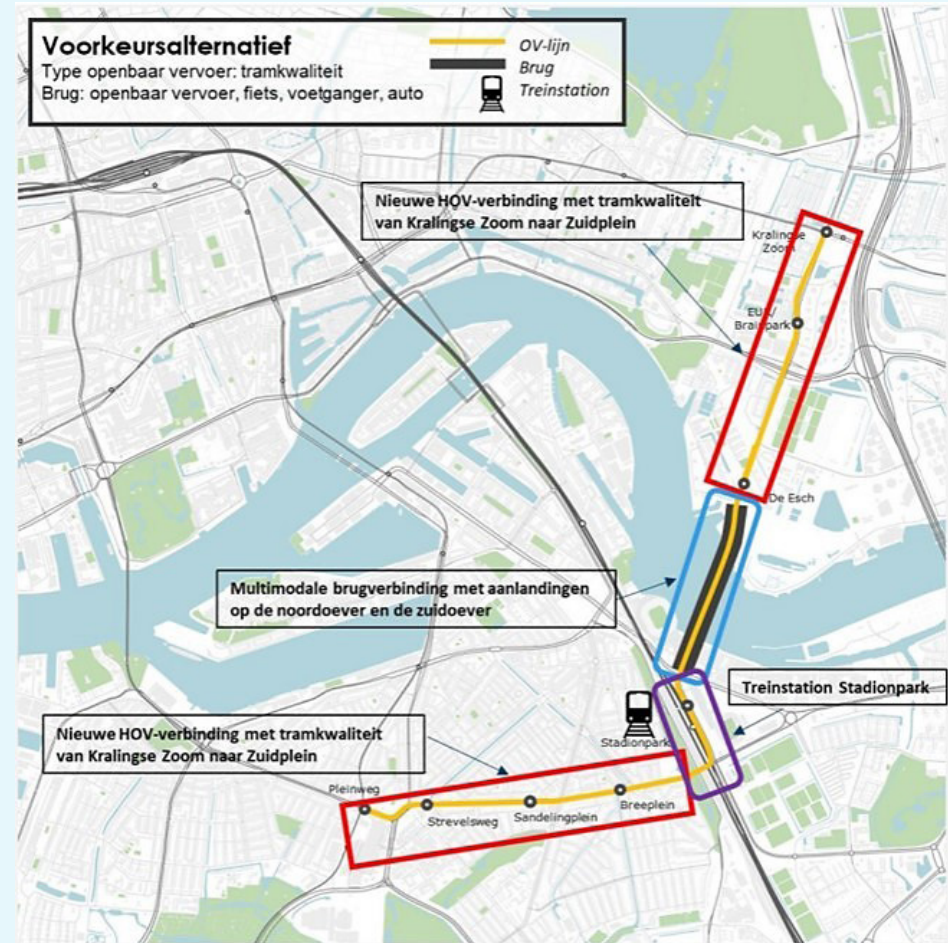 Voorkeursalternatief
Type openbaar vervoer: tramkwaliteit
Brug: openbaar vervoer, fiets, voetganger, auto
OV-lijn
Brug
Treinstation
Nieuwe HOV-verbinding met tramkwaliteit
van Kralingse Zoom naar Zuidplein
Kralingse
Zoom
EUR/
Brainpark
De Esch
Multimodale brugverbinding met aanlandingen
op de noordoever en de zuidoever
Treinstation Stadionpark
Stadionpark
Nieuwe HOV-verbinding met tramkwaliteit
van Kralingse Zoom naar Zuidplein
Pleinweg
Strevelsweg
Sandelingplein
Breeplein